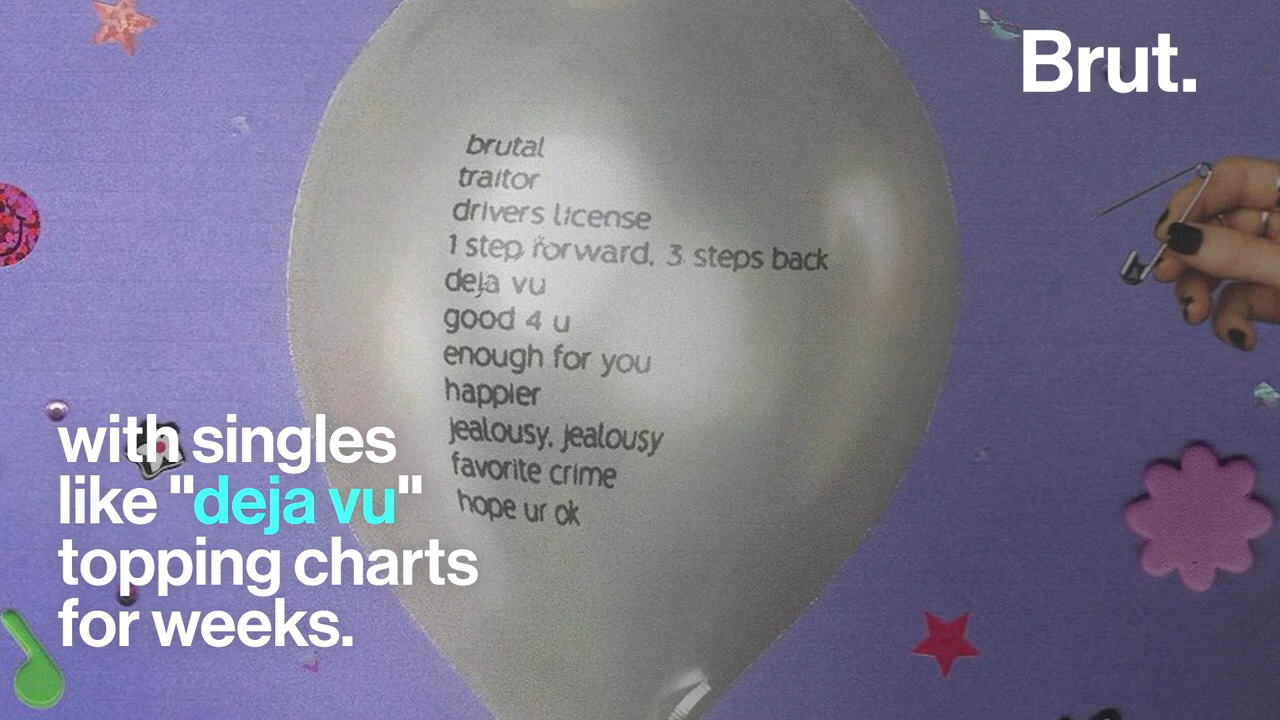 Brut.
brutal
traitor
drivers license
1 step forward, 3 steps back
deja vu
good 4 u
enough for you
happier
jealousy, jealousy
favorite crime
hope ur ok
with singles
like "deja vu"
topping charts
for weeks.